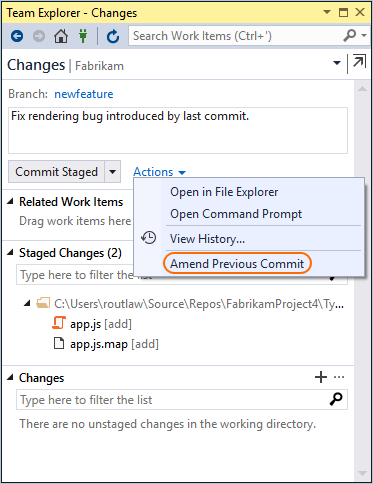 Team Explorer - Changes
Search Work Items (Ctrl+')
Changes | Fabrikam
Branch: newfeature
Fix rendering bug introduced by last commit.
Commit Staged
Actions
Open in File Explorer
Open Command Prompt
View History...
Amend Previous Commit
Related Work Items
Drag work items here
Staged Changes (2)
Type here to filter the list
C:\Users\routlaw\Source\Repos\FabrikamProject4\Ty...
app.js [add]
app.js.map [add]
Changes
Type here to filter the list
There are no unstaged changes in the working directory.